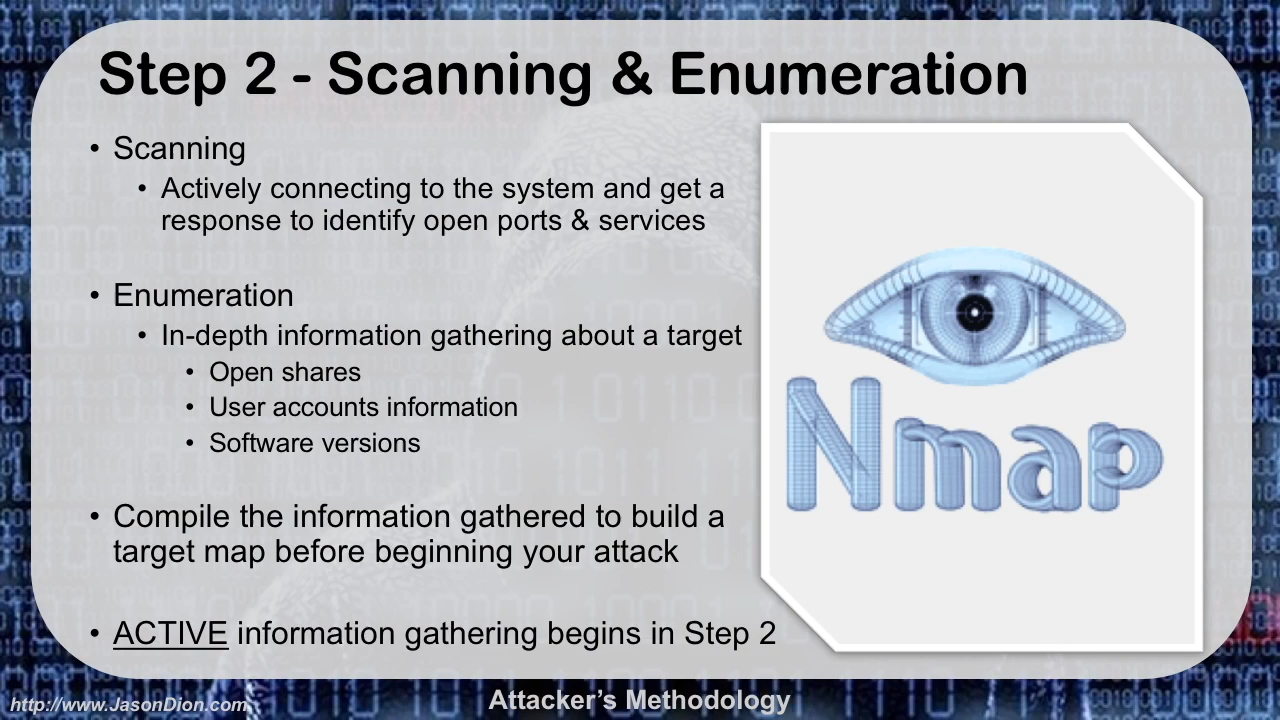 Step 2 - Scanning & Enumeration
• Scanning
• Actively connecting to the system and get a
response to identify open ports & services
• Enumeration
• In-depth information gathering about a target
• Open shares
• User accounts information
• Software versions
• Compile the information gathered to build a
target map before beginning your attack
• ACTIVE information gathering begins in Step 2
Nmap
http://www.JasonDion.com
Attacker’s Methodology